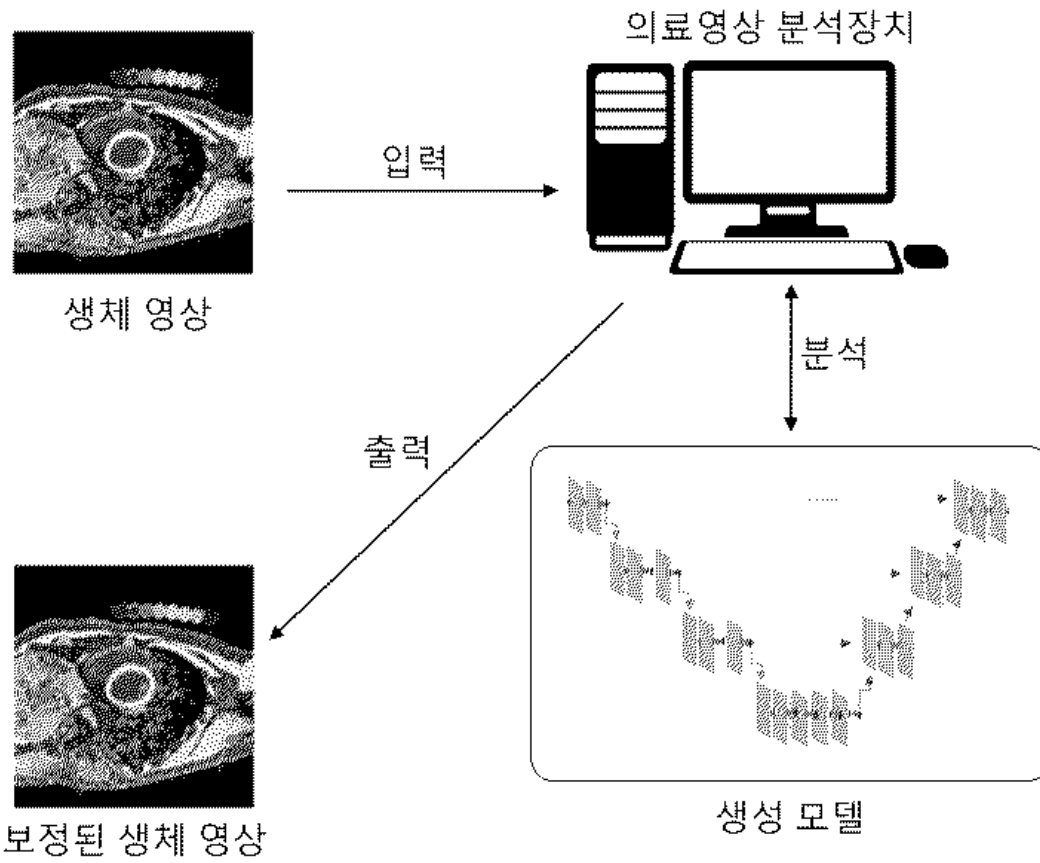 의료영상 분석장치
입력
생체 영상
분석
출력
생성 모델
보정된 생체 영상